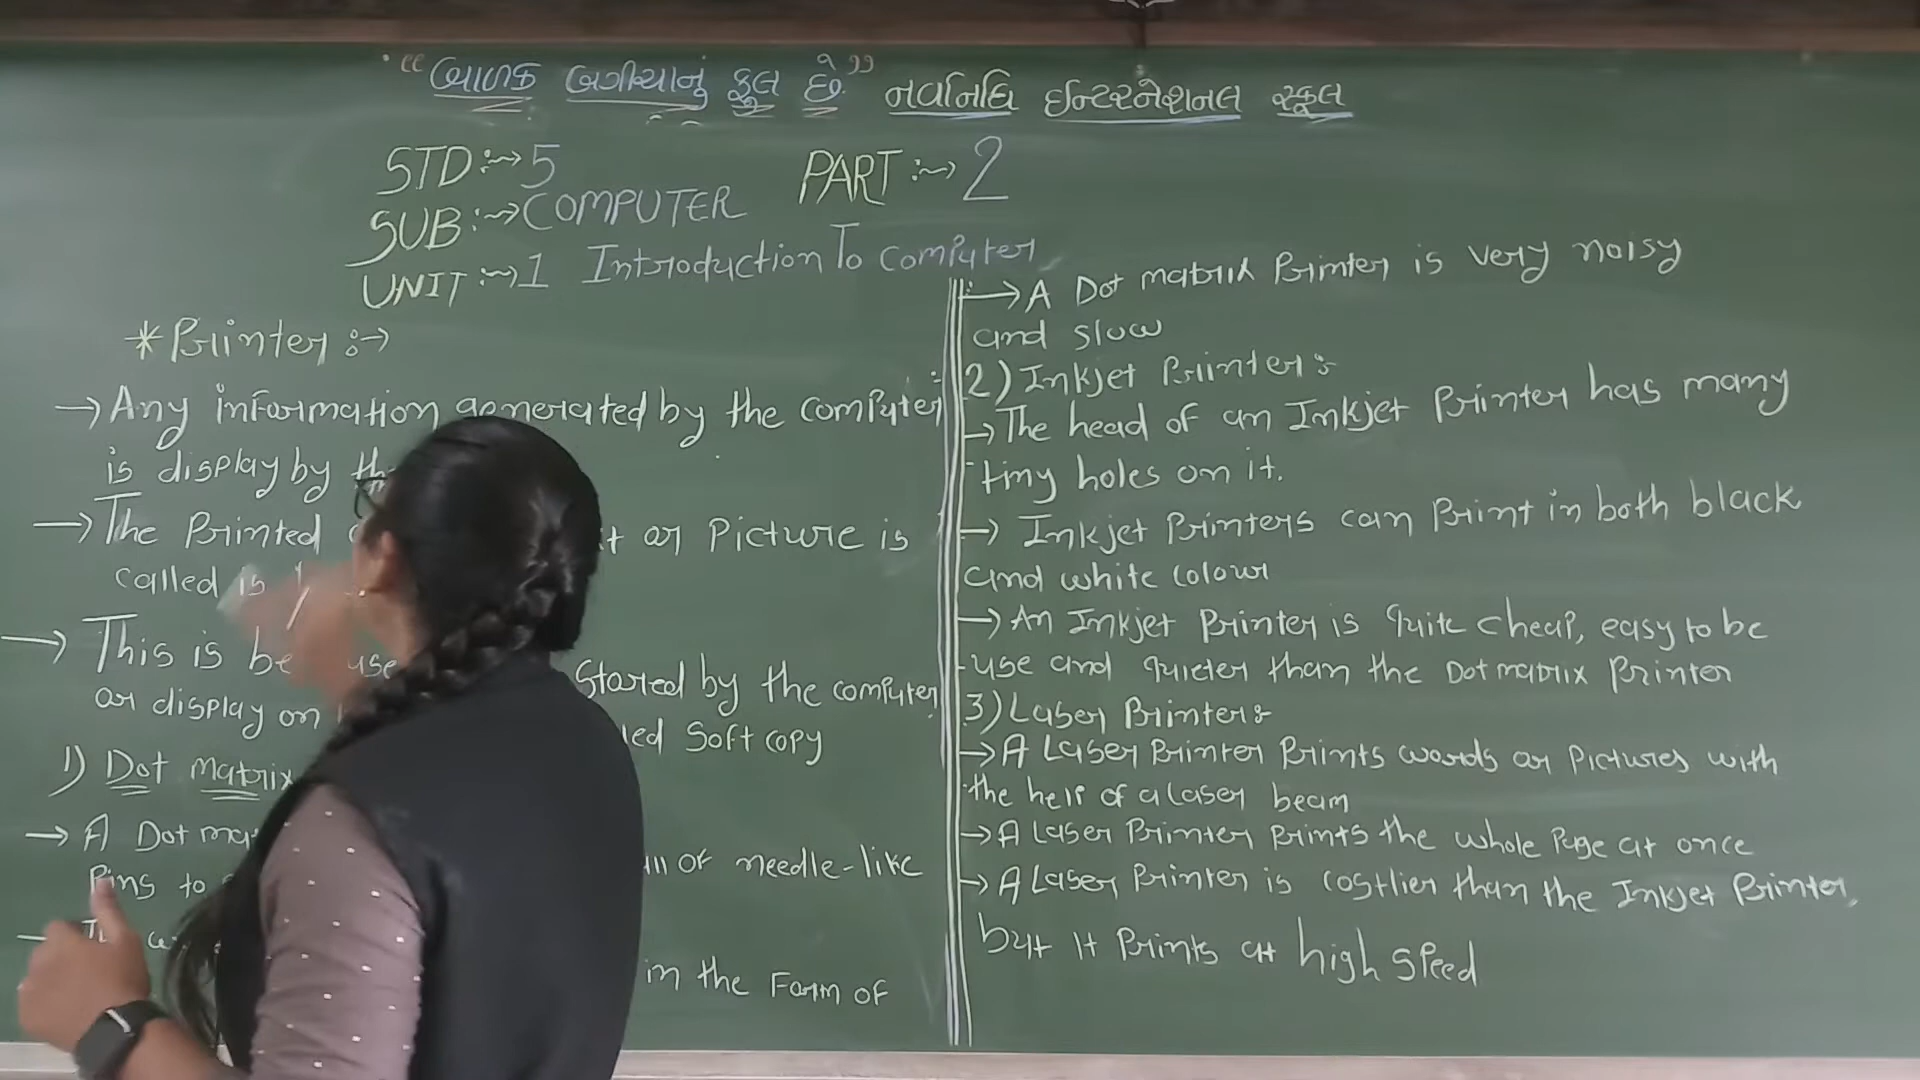 “બાળક બગીચાનું ફૂલ છે” નવનિધિ ઈન્ટરનેશનલ સ્કૂલ
STD:→5 PART:→2
SUB:→COMPUTER
UNIT:→1 Introduction To Computer
*Printer:→
→Any information generated by the computer
is display by the
→The Printed or Picture is
called is
→This is be use Stored by the computer
or display on led Soft copy
1) Dot Matrix
→A Dot ma
Pins to of needle-like
in the Form of
→A Dot matrix Printer is very noisy
and slow
2) Inkjet Printer:
→The head of an Inkjet Printer has many
tiny holes on it.
→Inkjet Printers can Print in both black
and white colour
→An Inkjet Printer is quite cheap, easy to be
use and quieter than the Dot matrix Printer
3) Laser Printer:
→A Laser Printer Prints words or Pictures with
the help of a laser beam
→A Laser Printer Prints the whole Page at once
→A Laser Printer is costlier than the Inkjet Printer,
but it Prints at high speed